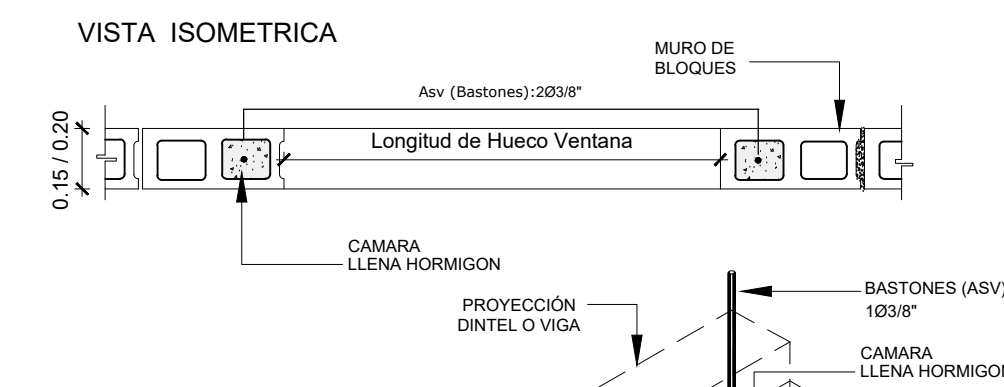 VISTA ISOMETRICA
MURO DE
BLOQUES
Asv (Bastones):2Ø3/8"
Longitud de Hueco Ventana
0.15 / 0.20
CAMARA
LLENA HORMIGON
PROYECCIÓN
DINTEL O VIGA
BASTONES (ASV)
1Ø3/8"
CAMARA
LLENA HORMIGON